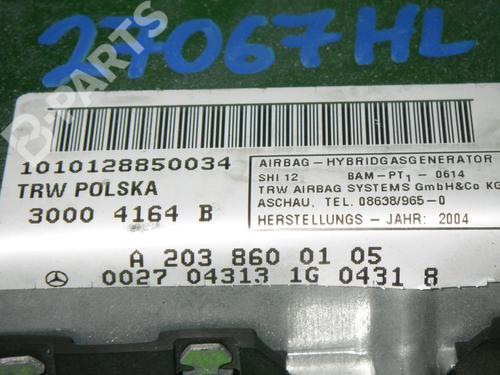 27067HL
B-PARTS
1010128850034
TRW POLSKA
3000 4164 B
AIRBAG-HYBRIDGASGENERATOR
SHI 12 BAM-PT1-0614
TRW AIRBAG SYSTEMS GmbH&Co KG
ASCHAU, TEL. 08638/965-0
HERSTELLUNGS - JAHR: 2004
A 203 860 01 05
0027 04313 1G 0431 8